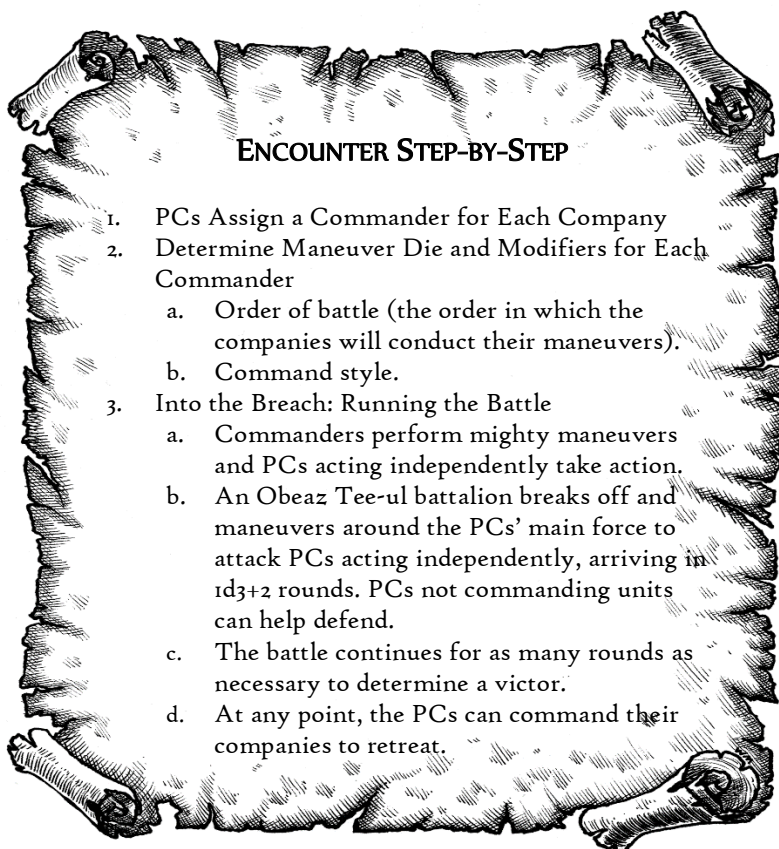 ENCOUNTER STEP-BY-STEP
1. PCs Assign a Commander for Each Company
2. Determine Maneuver Die and Modifiers for Each
Commander
a. Order of battle (the order in which the
companies will conduct their maneuvers).
b. Command style.
3. Into the Breach: Running the Battle
a. Commanders perform mighty maneuvers
and PCs acting independently take action.
b. An Obeaz Tee-ul battalion breaks off and
maneuvers around the PCs' main force to
attack PCs acting independently, arriving in
1d3+2 rounds. PCs not commanding units
can help defend.
c. The battle continues for as many rounds as
necessary to determine a victor.
d. At any point, the PCs can command their
companies to retreat.